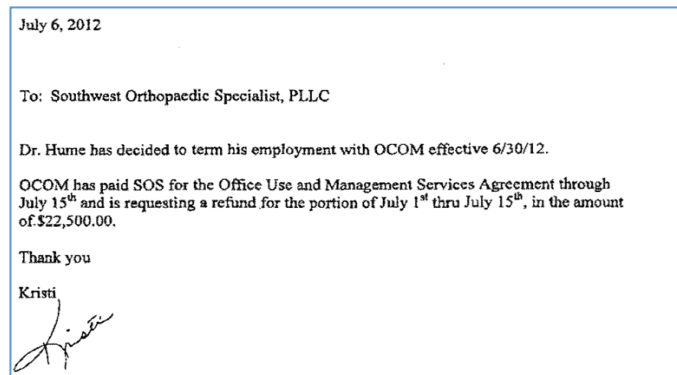 July 6, 2012
To: Southwest Orthopaedic Specialist, PLLC
Dr. Hume has decided to term his employment with OCOM effective 6/30/12.
OCOM has paid SOS for the Office Use and Management Services Agreement through
July 15th and is requesting a refund for the portion of July 1st thru July 15th, in the amount
of $22,500.00.
Thank you
Kristi
Kristi